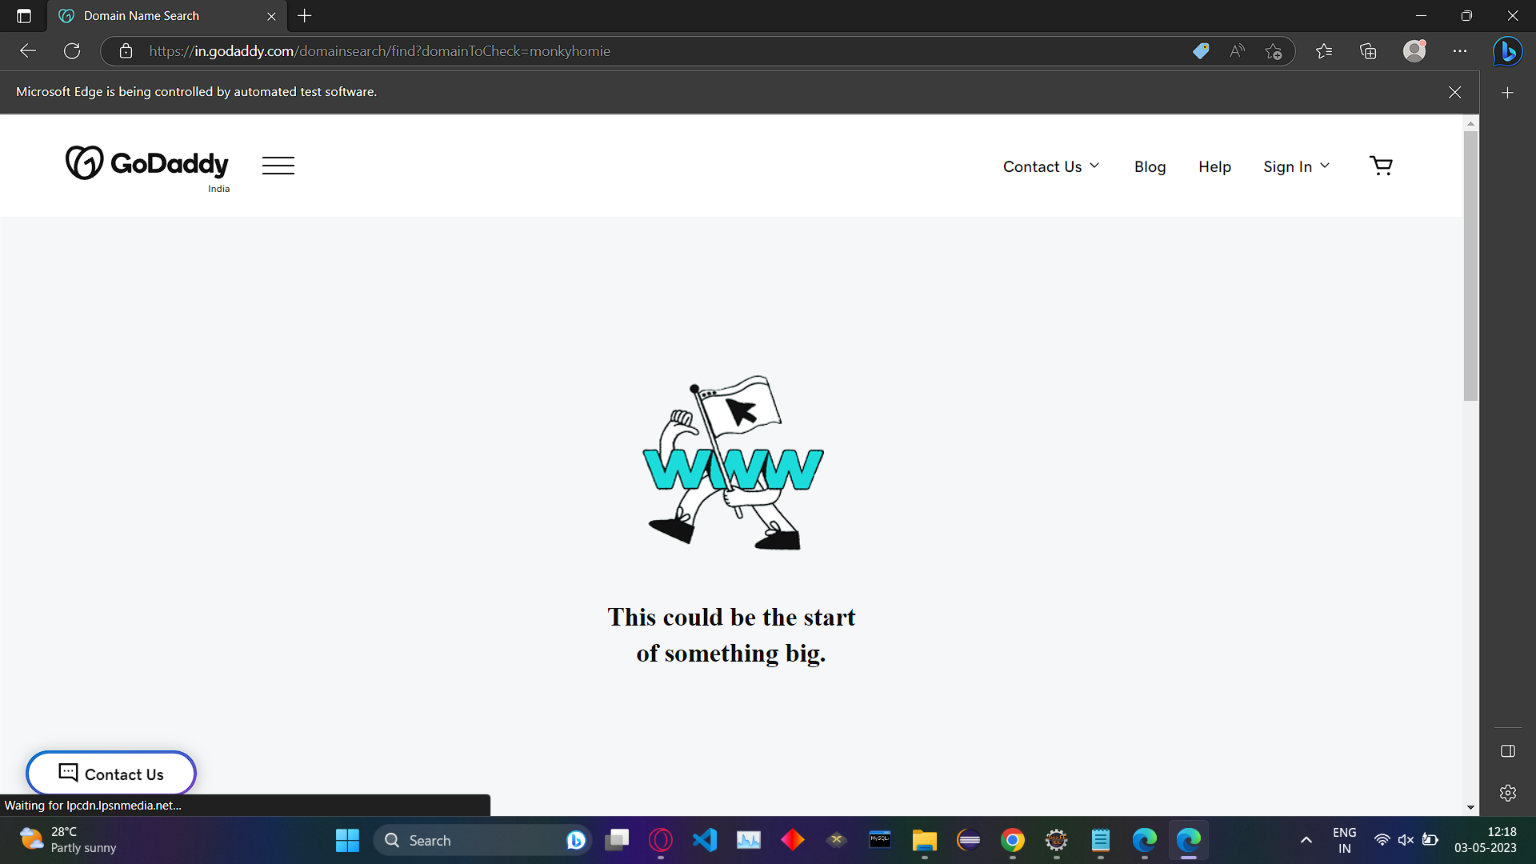 Domain Name Search
https://in.godaddy.com/domainsearch/find?domainToCheck=monkyhomie
Microsoft Edge is being controlled by automated test software.
GoDaddy
India
Contact Us
Blog
Help
Sign In
WWW
This could be the start
of something big.
Contact Us
Waiting for lpcdn.lpsnmedia.net...
28°C
Partly sunny
Search
MySQL
ENG
IN
12:18
03-05-2023